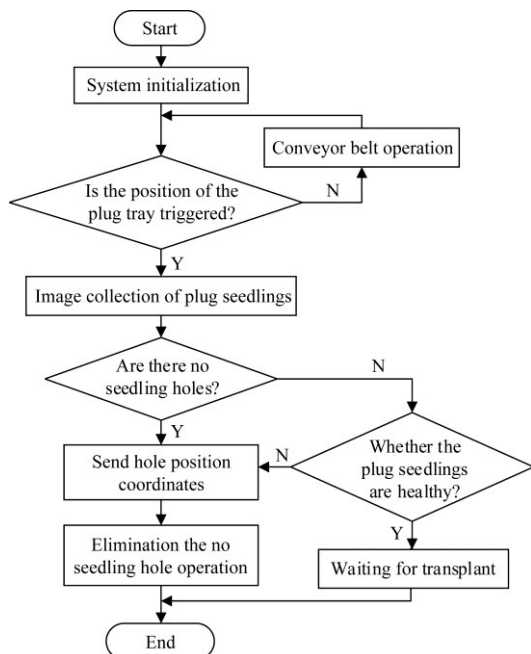 Start
System initialization
Conveyor belt operation
Is the position of the
plug tray triggered?
N
Y
Image collection of plug seedlings
Are there no
seedling holes?
N
Y
Whether the
plug seedlings
are healthy?
N
Send hole position
coordinates
Y
Elimination the no
seedling hole operation
Waiting for transplant
End